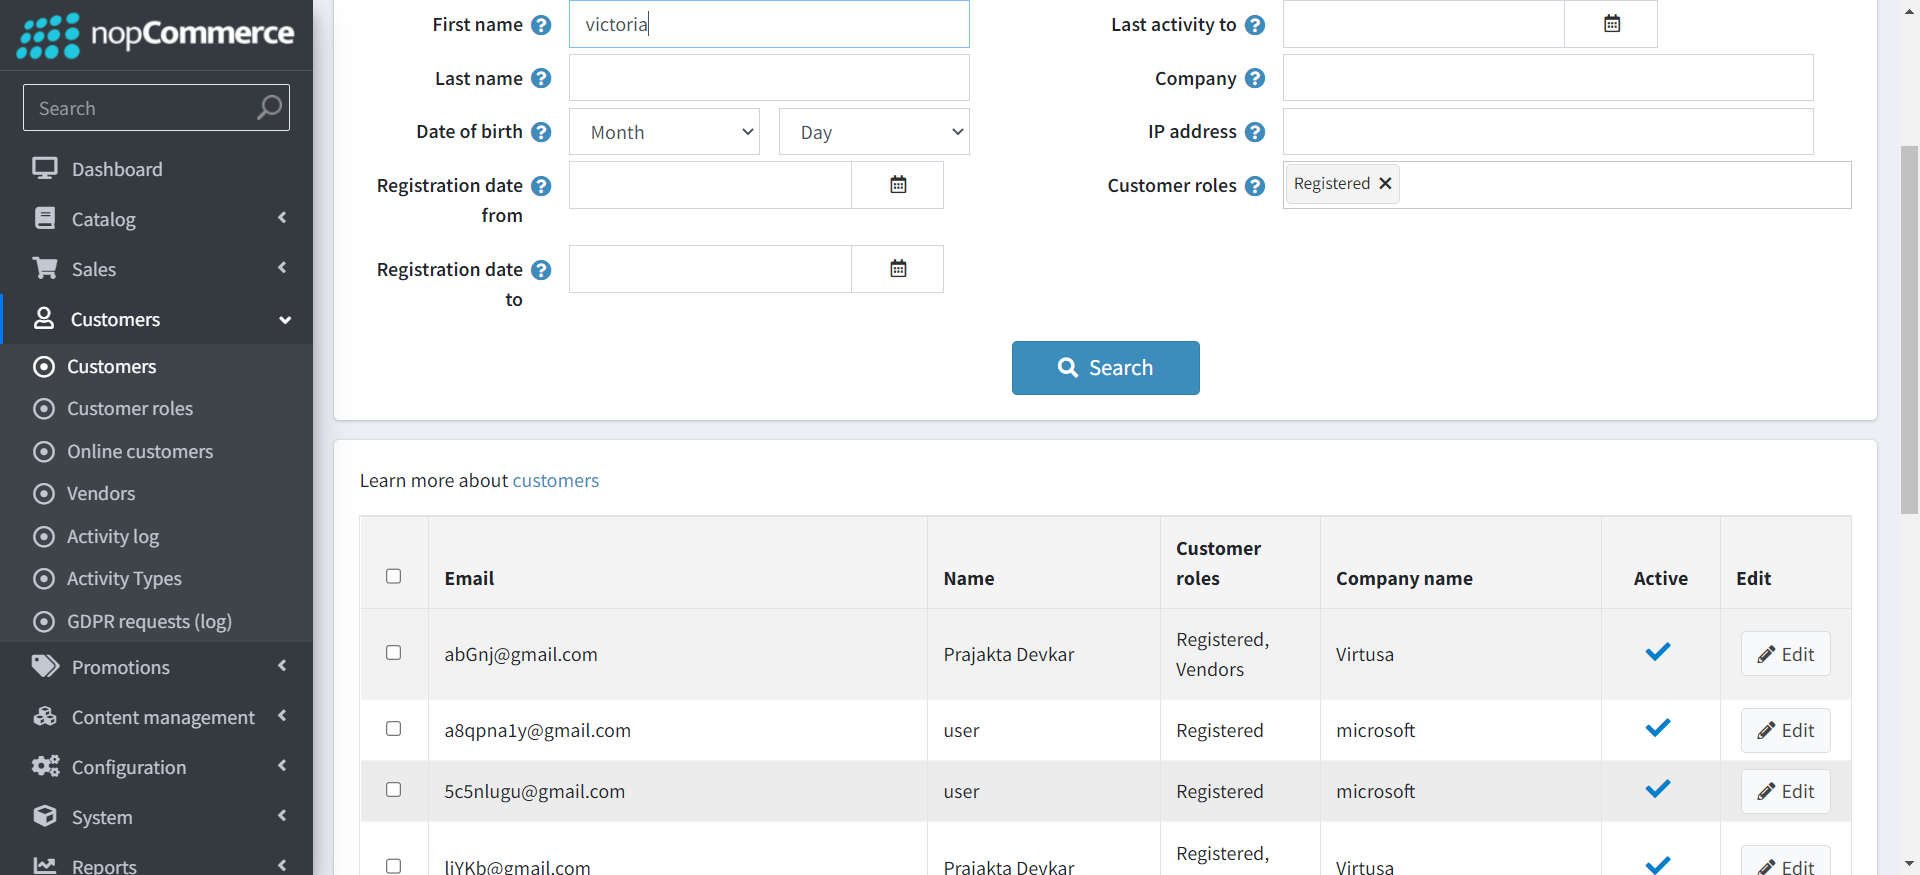 nopCommerce
Search
Dashboard
Catalog
Sales
Customers
Customers
Customer roles
Online customers
Vendors
Activity log
Activity Types
GDPR requests (log)
Promotions
Content management
Configuration
System
Reports
First name ?
victoria
Last name ?
Date of birth ?
Month
Day
Registration date ?
from
Registration date ?
to
Last activity to ?
Company ?
IP address ?
Customer roles ?
Registered ✕
Search
Learn more about customers
Email Name Customer roles Company name Active Edit
abGnj@gmail.com Prajakta Devkar Registered, Vendors Virtusa Edit
a8qpna1y@gmail.com user Registered microsoft Edit
5c5nlugu@gmail.com user Registered microsoft Edit
liYKb@gmail.com Prajakta Devkar Registered, Virtusa Edit